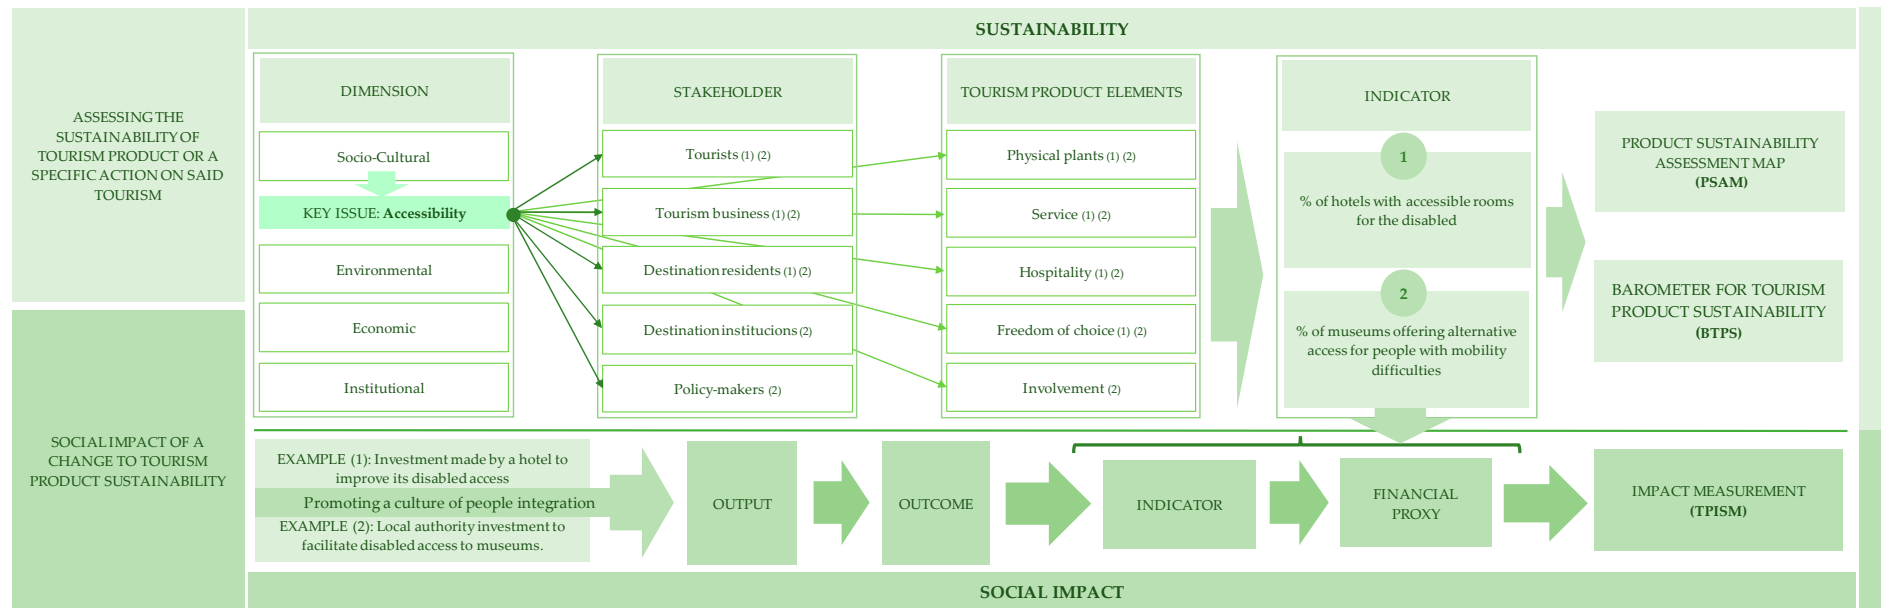 SUSTAINABILITY
ASSESSING THE
SUSTAINABILITY OF
TOURISM PRODUCT OR A
SPECIFIC ACTION ON SAID
TOURISM
DIMENSION
Socio-Cultural
KEY ISSUE: Accessibility
Environmental
Economic
Institutional
STAKEHOLDER
Tourists (1) (2)
Tourism business (1) (2)
Destination residents (1) (2)
Destination institucions (2)
Policy-makers (2)
TOURISM PRODUCT ELEMENTS
Physical plants (1) (2)
Service (1) (2)
Hospitality (1) (2)
Freedom of choice (1) (2)
Involvement (2)
INDICATOR
1
% of hotels with accessible rooms
for the disabled
2
% of museums offering alternative
access for people with mobility
difficulties
PRODUCT SUSTAINABILITY
ASSESSMENT MAP
(PSAM)
BAROMETER FOR TOURISM
PRODUCT SUSTAINABILITY
(BTPS)
SOCIAL IMPACT OF A
CHANGE TO TOURISM
PRODUCT SUSTAINABILITY
EXAMPLE (1): Investment made by a hotel to
improve its disabled access
Promoting a culture of people integration
EXAMPLE (2): Local authority investment to
facilitate disabled access to museums.
OUTPUT
OUTCOME
INDICATOR
FINANCIAL
PROXY
IMPACT MEASUREMENT
(TPISM)
SOCIAL IMPACT